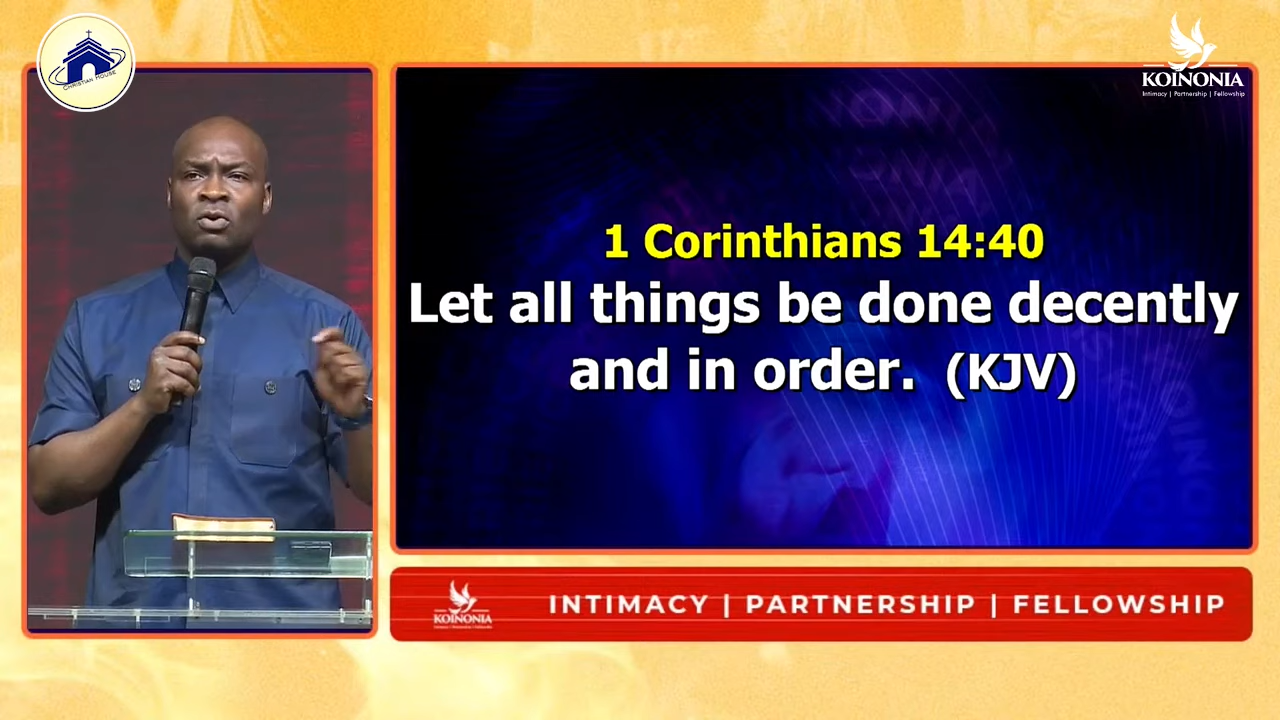 CHRISTIAN HOUSE
KOINONIA
Intimacy | Partnership | Fellowship
1 Corinthians 14:40
Let all things be done decently
and in order. (KJV)
KOINONIA
INTIMACY | PARTNERSHIP | FELLOWSHIP